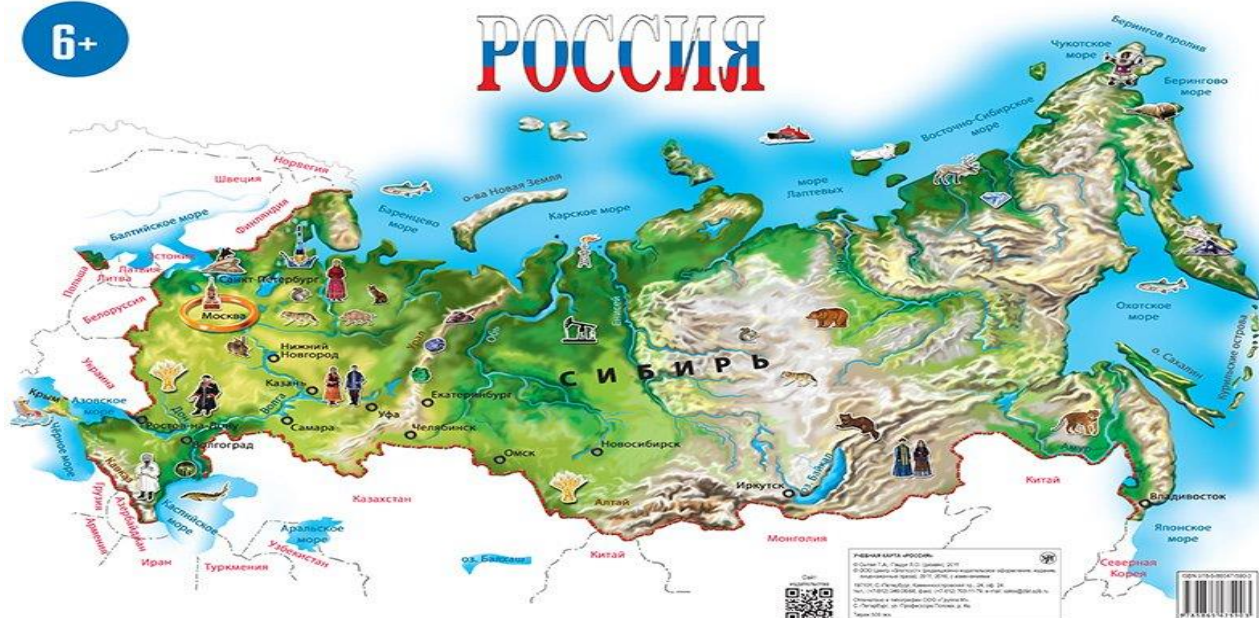 6+
РОССИЯ
Берингов пролив
Чукотское
море
Берингово
море
Восточно-Сибирское
море
море
Лаптевых
Норвегия
Швеция
Финляндия
Балтийское море
Баренцево
море
о-ва Новая Земля
Карское море
Эстония
Латвия
Литва
Польша
Белоруссия
Санкт-Петербург
Москва
Нижний
Новгород
Урал
Обь
Енисей
СИБИРЬ
Охотское
море
о. Сахалин
Курильские острова
Украина
Крым
Азовское
море
Чёрное море
Казань
Волга
Дон
Ростов-на-Дону
Волгоград
Самара
Уфа
Екатеринбург
Челябинск
Омск
Новосибирск
Алтай
Иркутск
оз. Байкал
Амур
Владивосток
Кавказ
Грузия
Азербайджан
Армения
Иран
Каспийское
море
Туркмения
Узбекистан
Аральское
море
Казахстан
оз. Балхаш
Китай
Монголия
Китай
Японское
море
Северная
Корея
Сайт
издательства
УЧЕБНАЯ КАРТА «РОССИЯ»